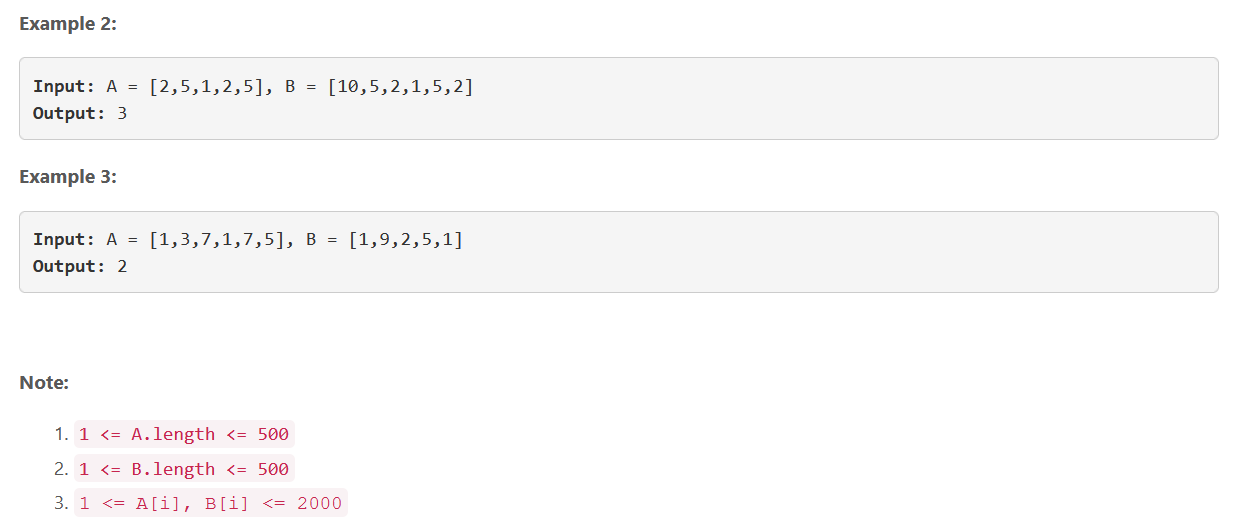 Example 2:
Input: A = [2,5,1,2,5], B = [10,5,2,1,5,2]
Output: 3
Example 3:
Input: A = [1,3,7,1,7,5], B = [1,9,2,5,1]
Output: 2
Note:
1. 1 <= A.length <= 500
2. 1 <= B.length <= 500
3. 1 <= A[i], B[i] <= 2000